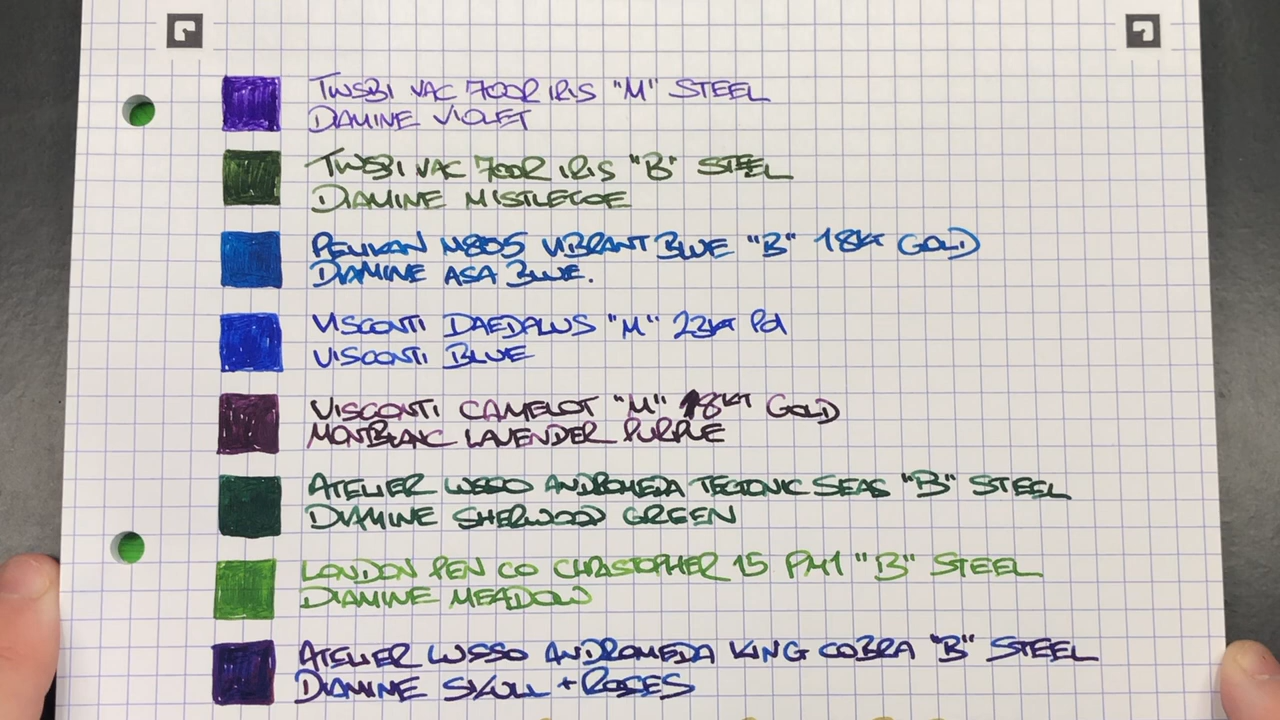 TWSBI VAC 700R IRIS "M" STEEL
DIAMINE VIOLET
TWSBI VAC 700R IRIS "B" STEEL
DIAMINE MISTLETOE
PELIKAN M805 VIBRANT BLUE "B" 18kt GOLD
DIAMINE ASA BLUE.
VISCONTI DAEDALUS "M" 23kt Pd
VISCONTI BLUE
VISCONTI CAMELOT "M" 18kt GOLD
MONTBLANC LAVENDER PURPLE
ATELIER LUSSO ANDROMEDA TECTONIC SEAS "B" STEEL
DIAMINE SHERWOOD GREEN
LONDON PEN CO CHRISTOPHER 15 PM1 "B" STEEL
DIAMINE MEADOW
ATELIER LUSSO ANDROMEDA KING COBRA "B" STEEL
DIAMINE SKULL + ROSES